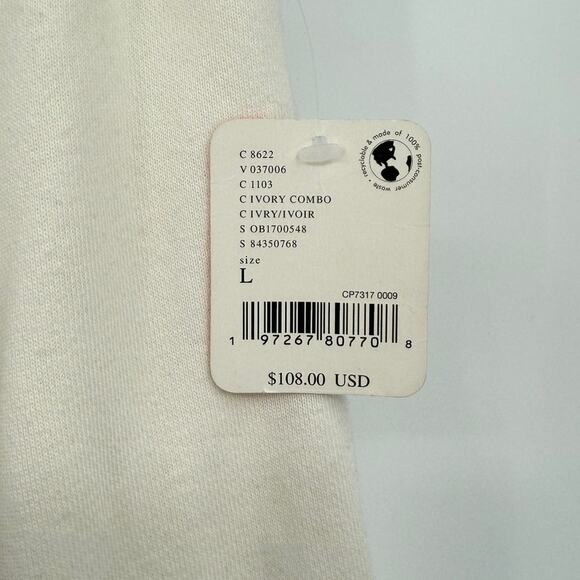 C 8622
V 037006
C 1103
C IVORY COMBO
C IVRY/IVOIR
S OB1700548
S 84350768
size
L
recyclable & made of 100% post-consumer waste •
CP7317 0009
1 97267 80770 8
$108.00 USD